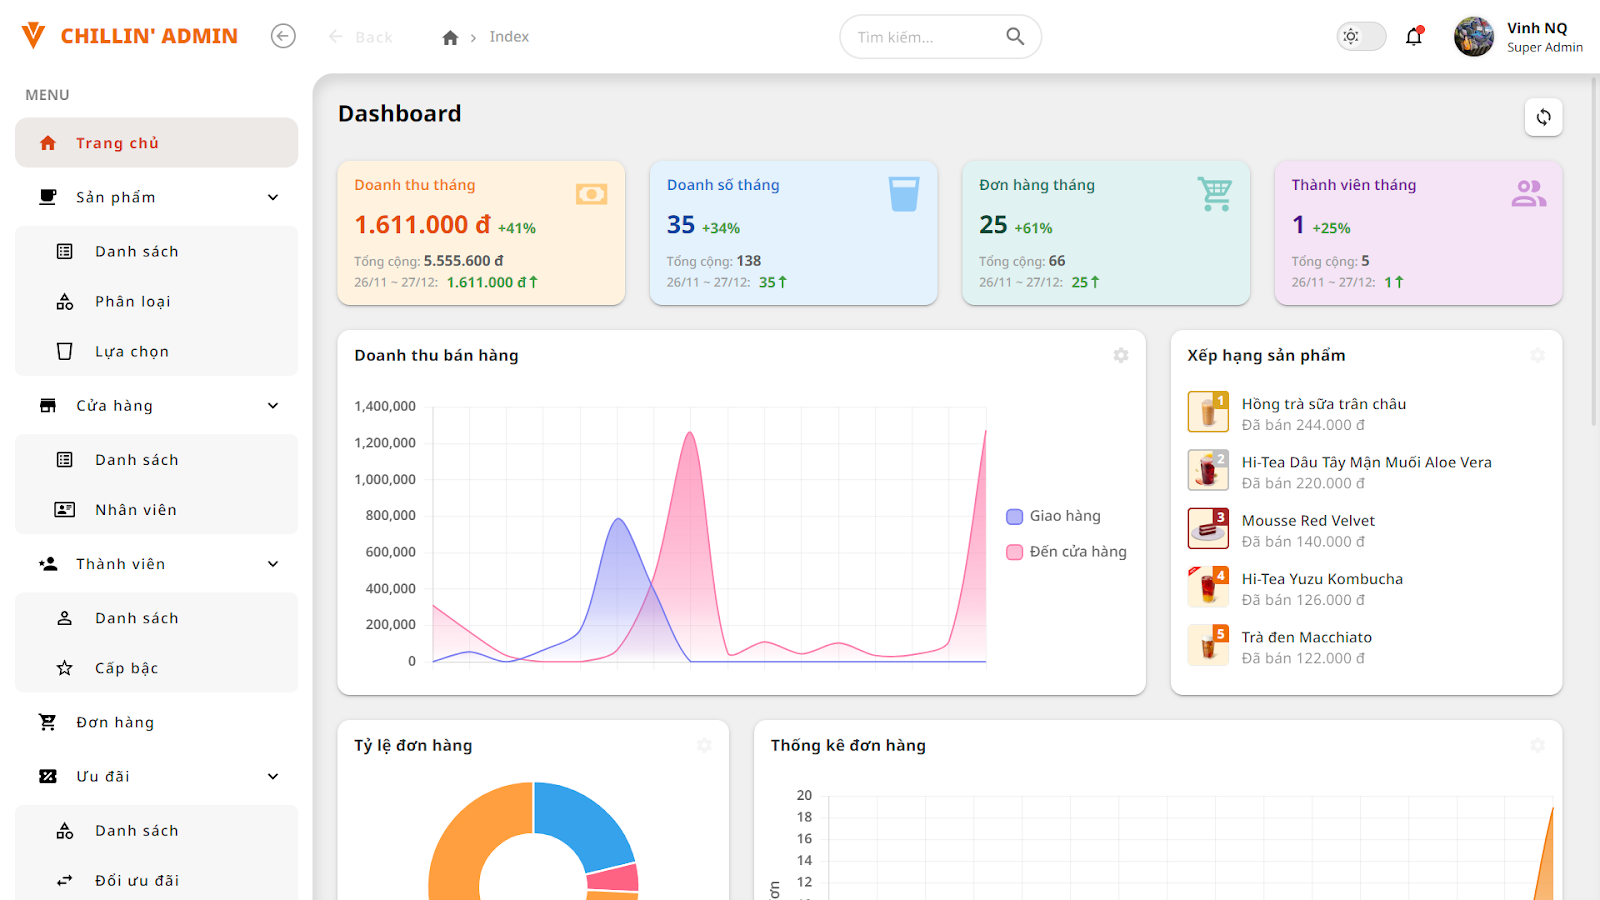 CHILLIN' ADMIN
Back
Index
Tìm kiếm...
Vinh NQ
Super Admin
MENU
Trang chủ
Sản phẩm
Danh sách
Phân loại
Lựa chọn
Cửa hàng
Danh sách
Nhân viên
Thành viên
Danh sách
Cấp bậc
Đơn hàng
Ưu đãi
Danh sách
Đổi ưu đãi
Dashboard
Doanh thu tháng
1.611.000 đ +41%
Tổng cộng: 5.555.600 đ
26/11 ~ 27/12: 1.611.000 đ↑
Doanh số tháng
35 +34%
Tổng cộng: 138
26/11 ~ 27/12: 35↑
Đơn hàng tháng
25 +61%
Tổng cộng: 66
26/11 ~ 27/12: 25↑
Thành viên tháng
1 +25%
Tổng cộng: 5
26/11 ~ 27/12: 1↑
Doanh thu bán hàng
1,400,000
1,200,000
1,000,000
800,000
600,000
400,000
200,000
0
Giao hàng
Đến cửa hàng
Xếp hạng sản phẩm
1
Hồng trà sữa trân châu
Đã bán 244.000 đ
2
Hi-Tea Dâu Tây Mận Muối Aloe Vera
Đã bán 220.000 đ
3
Mousse Red Velvet
Đã bán 140.000 đ
4
Hi-Tea Yuzu Kombucha
Đã bán 126.000 đ
5
Trà đen Macchiato
Đã bán 122.000 đ
Tỷ lệ đơn hàng
Thống kê đơn hàng
20
18
16
14
12